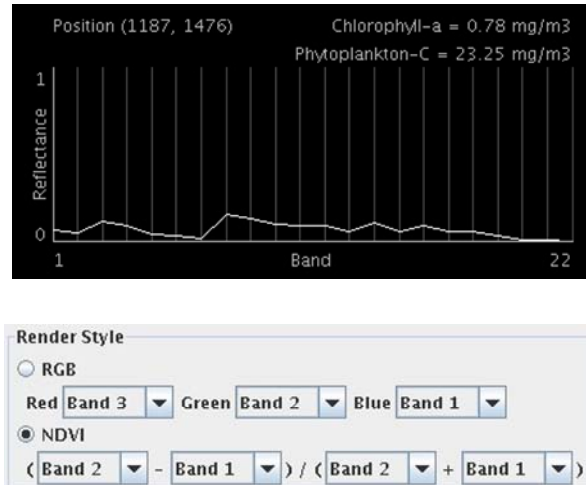 Position (1187, 1476) Chlorophyll-a = 0.78 mg/m3
Phytoplankton-C = 23.25 mg/m3
1
Reflectance
0
1 Band 22
Render Style
RGB
Red Band 3 Green Band 2 Blue Band 1
NDVI
( Band 2 - Band 1 ) / ( Band 2 + Band 1 )